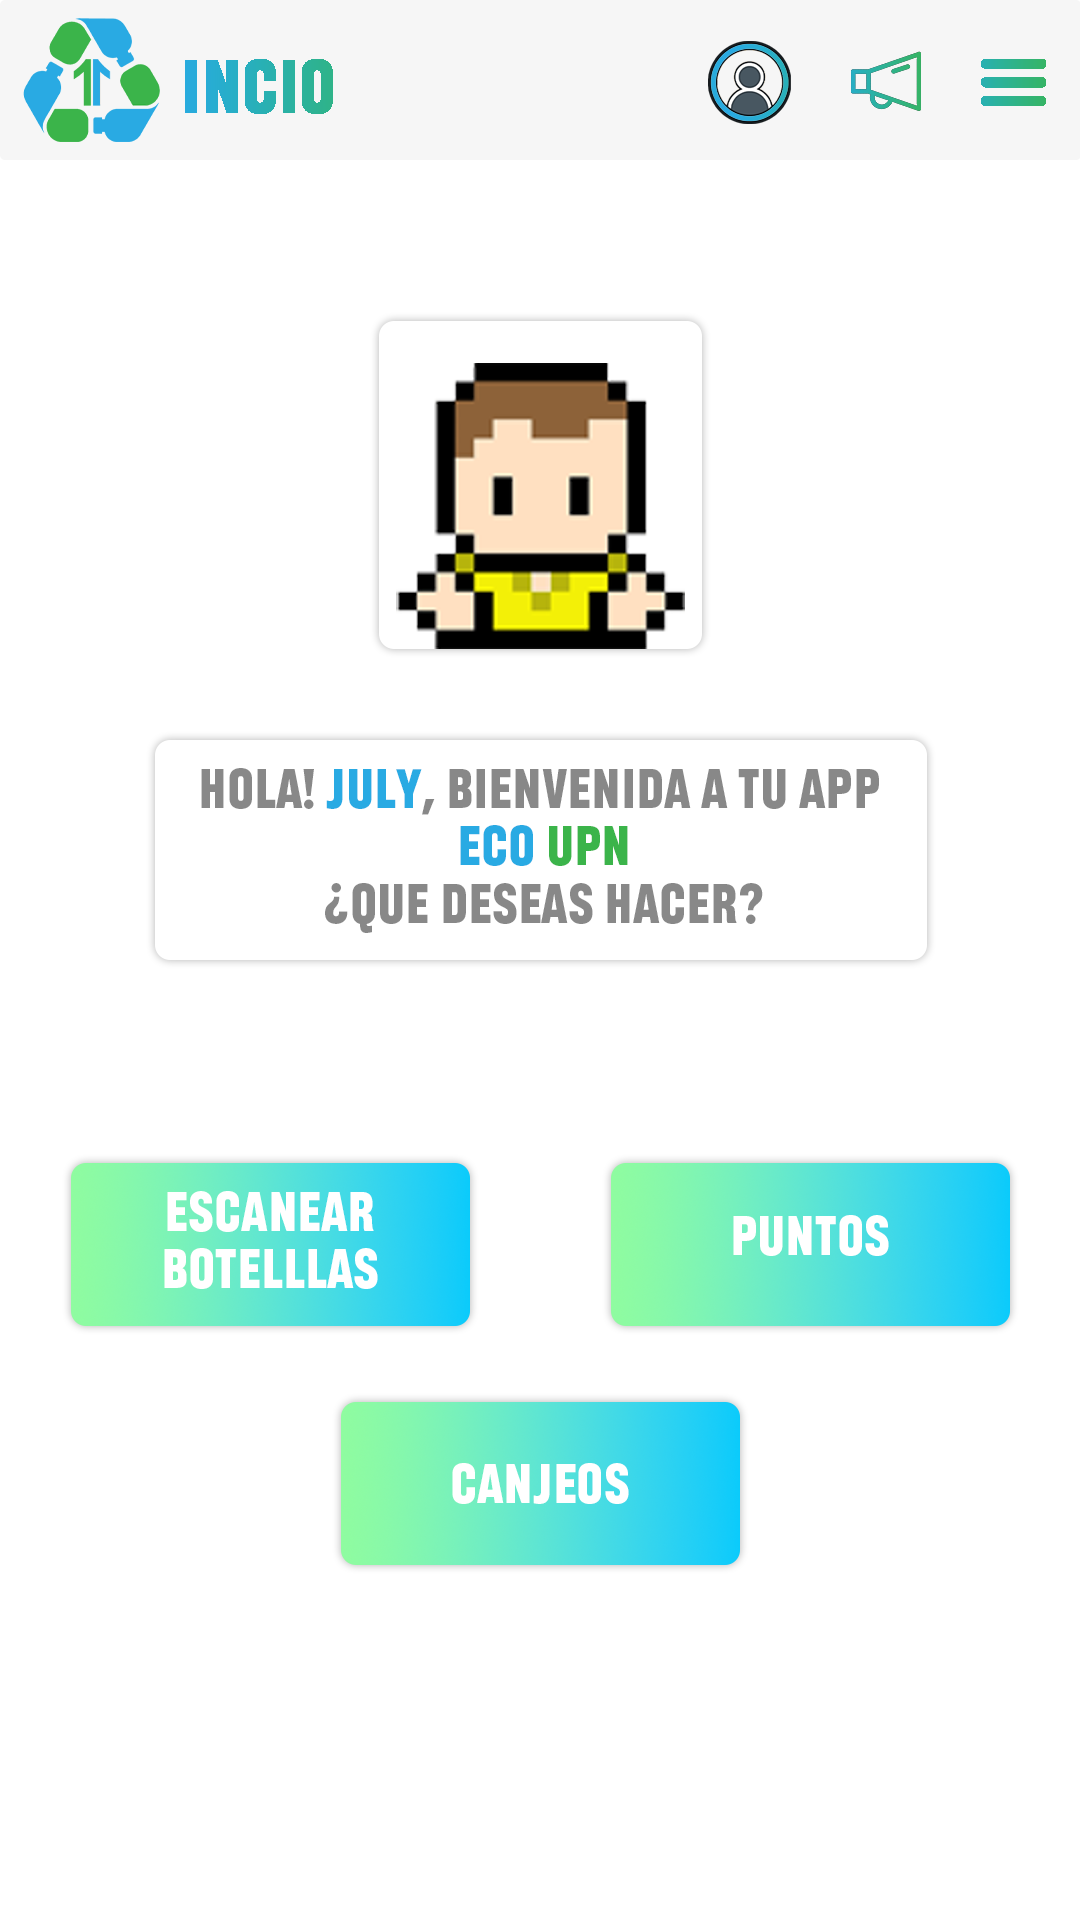 INCIO
HOLA! JULY, BIENVENIDA A TU APP
ECO UPN
¿QUE DESEAS HACER?
ESCANEAR
BOTELLLAS
PUNTOS
CANJEOS